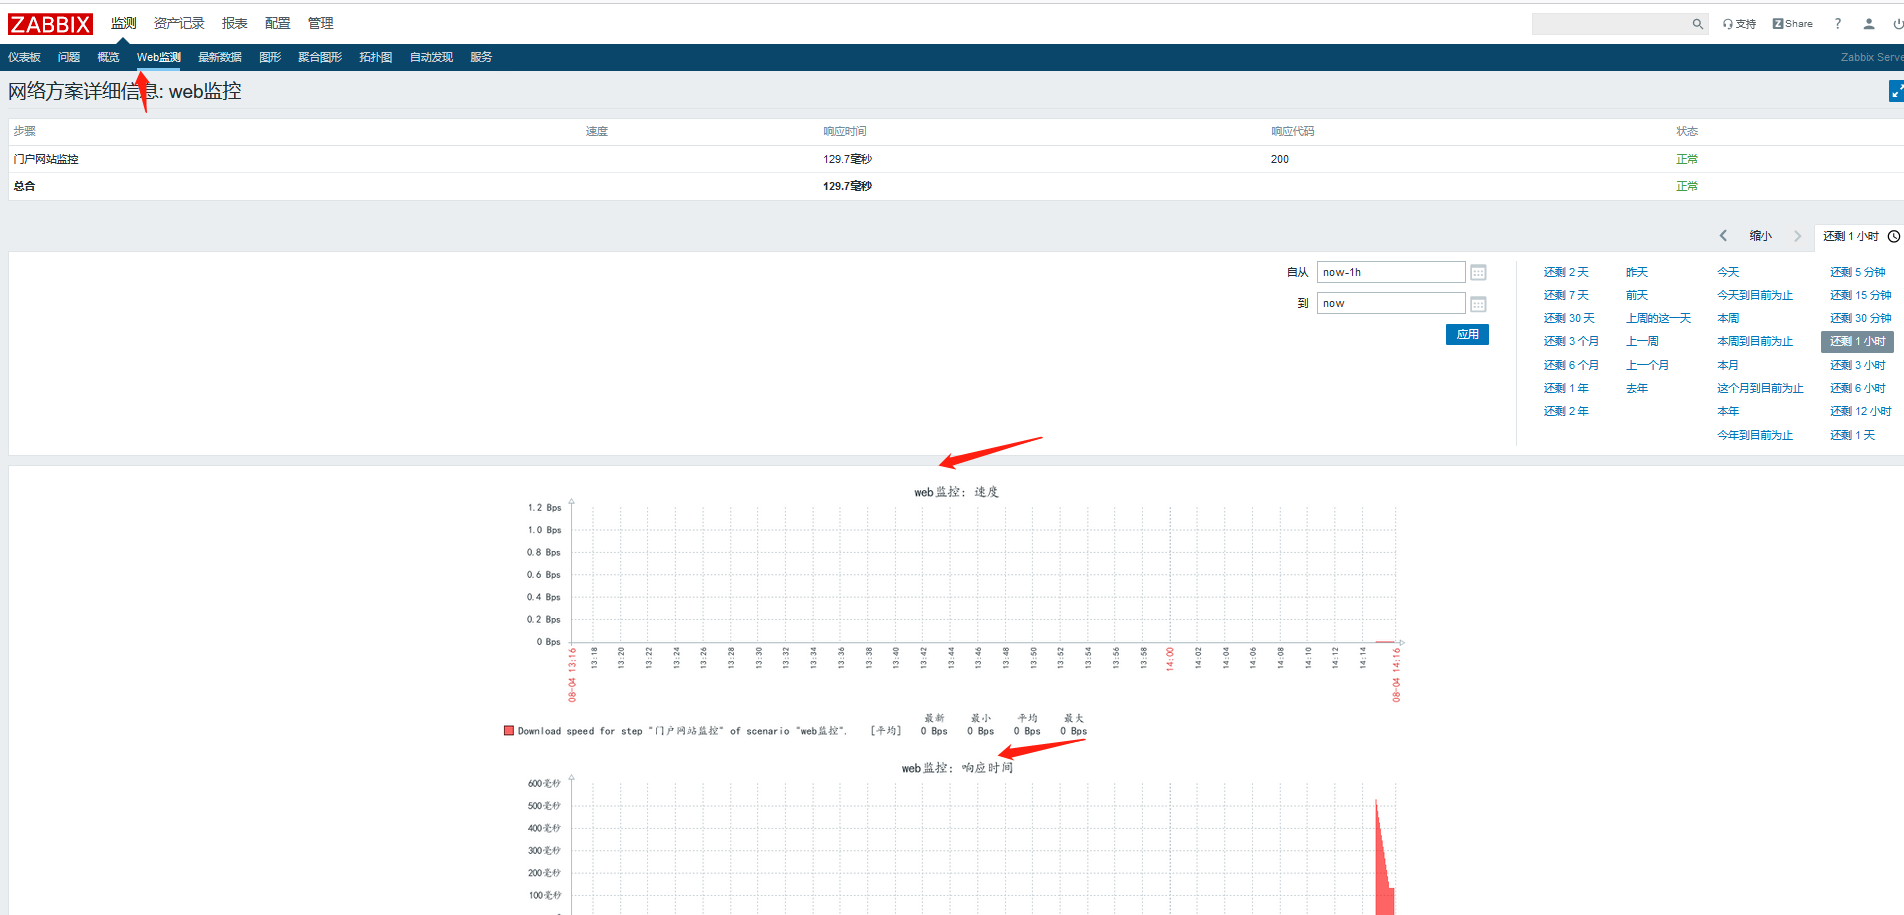 ZABBIX 监测 资产记录 报表 配置 管理 支持 Z Share ?
仪表板 问题 概览 Web监测 最新数据 图形 聚合图形 拓扑图 自动发现 服务 Zabbix Serve
网络方案详细信息: web监控
步骤 速度 响应时间 响应代码 状态
门户网站监控 129.7毫秒 200 正常
总合 129.7毫秒 正常
缩小 还剩 1 小时
自从 now-1h
到 now
应用
还剩 2 天 昨天 今天 还剩 5 分钟
还剩 7 天 前天 今天到目前为止 还剩 15 分钟
还剩 30 天 上周的这一天 本周 还剩 30 分钟
还剩 3 个月 上一周 本周到目前为止 还剩 1 小时
还剩 6 个月 上一个月 本月 还剩 3 小时
还剩 1 年 去年 这个月到目前为止 还剩 6 小时
还剩 2 年 本年 还剩 12 小时
今年到目前为止 还剩 1 天
web监控: 速度
1.2 Bps
1.0 Bps
0.8 Bps
0.6 Bps
0.4 Bps
0.2 Bps
0 Bps
08-04 13:16 13:18 13:20 13:22 13:24 13:26 13:28 13:30 13:32 13:34 13:36 13:38 13:40 13:42 13:44 13:46 13:48 13:50 13:52 13:54 13:56 13:58 14:00 14:02 14:04 14:06 14:08 14:10 14:12 14:14 08-04 14:16
最新 最小 平均 最大
Download speed for step "门户网站监控" of scenario "web监控". [平均] 0 Bps 0 Bps 0 Bps 0 Bps
web监控: 响应时间
600毫秒
500毫秒
400毫秒
300毫秒
200毫秒
100毫秒